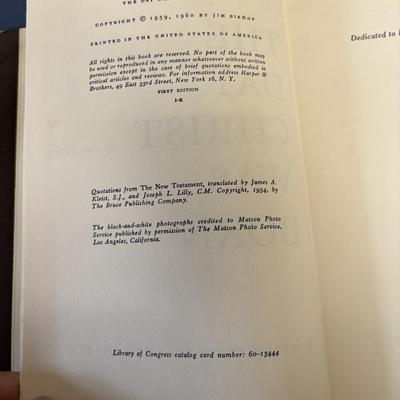 THE DAY
COPYRIGHT © 1959, 1960 BY JIM BISHOP
PRINTED IN THE UNITED STATES OF AMERICA
All rights in this book are reserved. No part of the book may
be used or reproduced in any manner whatsoever without written
permission except in the case of brief quotations embodied in
critical articles and reviews. For information address Harper &
Brothers, 49 East 33rd Street, New York 16, N. Y.
FIRST EDITION
I-K
Quotations from The New Testament, translated by James A.
Kleist, S.J., and Joseph L. Lilly, C.M. Copyright, 1954, by
The Bruce Publishing Company.
The black-and-white photographs credited to Matson Photo
Service published by permission of The Matson Photo Service,
Los Angeles, California.
Library of Congress catalog card number: 60-13444
Dedicated to